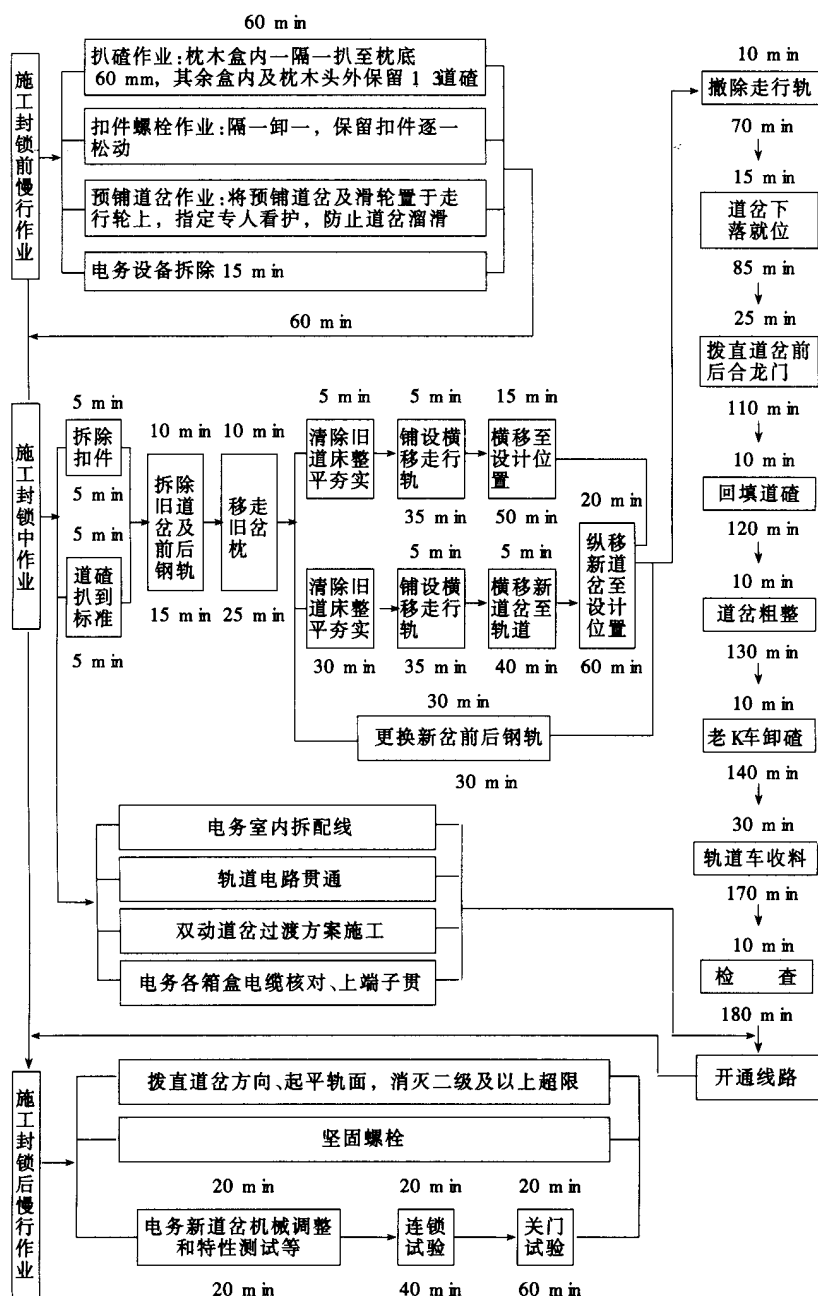 60 min
施工封锁前慢行作业
扒碴作业:枕木盒内一隔一扒至枕底
60 mm,其余盒内及枕木头外保留1 3道碴
扣件螺栓作业:隔一卸一,保留扣件逐一
松动
预铺道岔作业:将预铺道岔及滑轮置于走
行轮上,指定专人看护,防止道岔溜滑
电务设备拆除 15 min
60 min
施工封锁中作业
5 min
拆除
扣件
5 min
5 min
道碴
扒到
标准
5 min
10 min
拆除
旧道
岔及
前后
钢轨
15 min
10 min
移走
旧岔
枕
25 min
5 min
清除旧
道床整
平夯实
5 min
铺设横
移走行
轨
35 min
15 min
横移至
设计位
置
50 min
清除旧
道床整
平夯实
30 min
5 min
铺设横
移走行
轨
35 min
5 min
横移新
道岔至
轨道
40 min
20 min
纵移
新道
岔至
设计
位置
60 min
30 min
更换新岔前后钢轨
30 min
电务室内拆配线
轨道电路贯通
双动道岔过渡方案施工
电务各箱盒电缆核对、上端子贯
10 min
撤除走行轨
70 min
15 min
道岔下
落就位
85 min
25 min
拨直道岔前
后合龙门
110 min
10 min
回填道碴
120 min
10 min
道岔粗整
130 min
10 min
老K车卸碴
140 min
30 min
轨道车收料
170 min
10 min
检 查
180 min
开通线路
施工封锁后慢行作业
拨直道岔方向、起平轨面,消灭二级及以上超限
坚固螺栓
20 min
电务新道岔机械调整
和特性测试等
20 min
20 min
连锁
试验
40 min
20 min
关门
试验
60 min